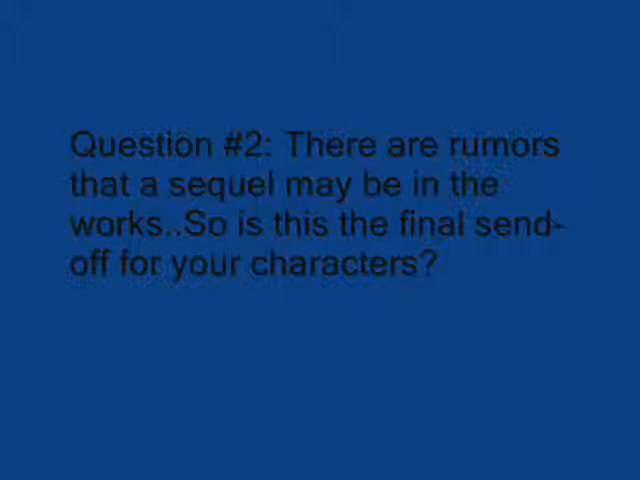 Question #2: There are rumors
that a sequel may be in the
works..So is this the final send-
off for your characters?